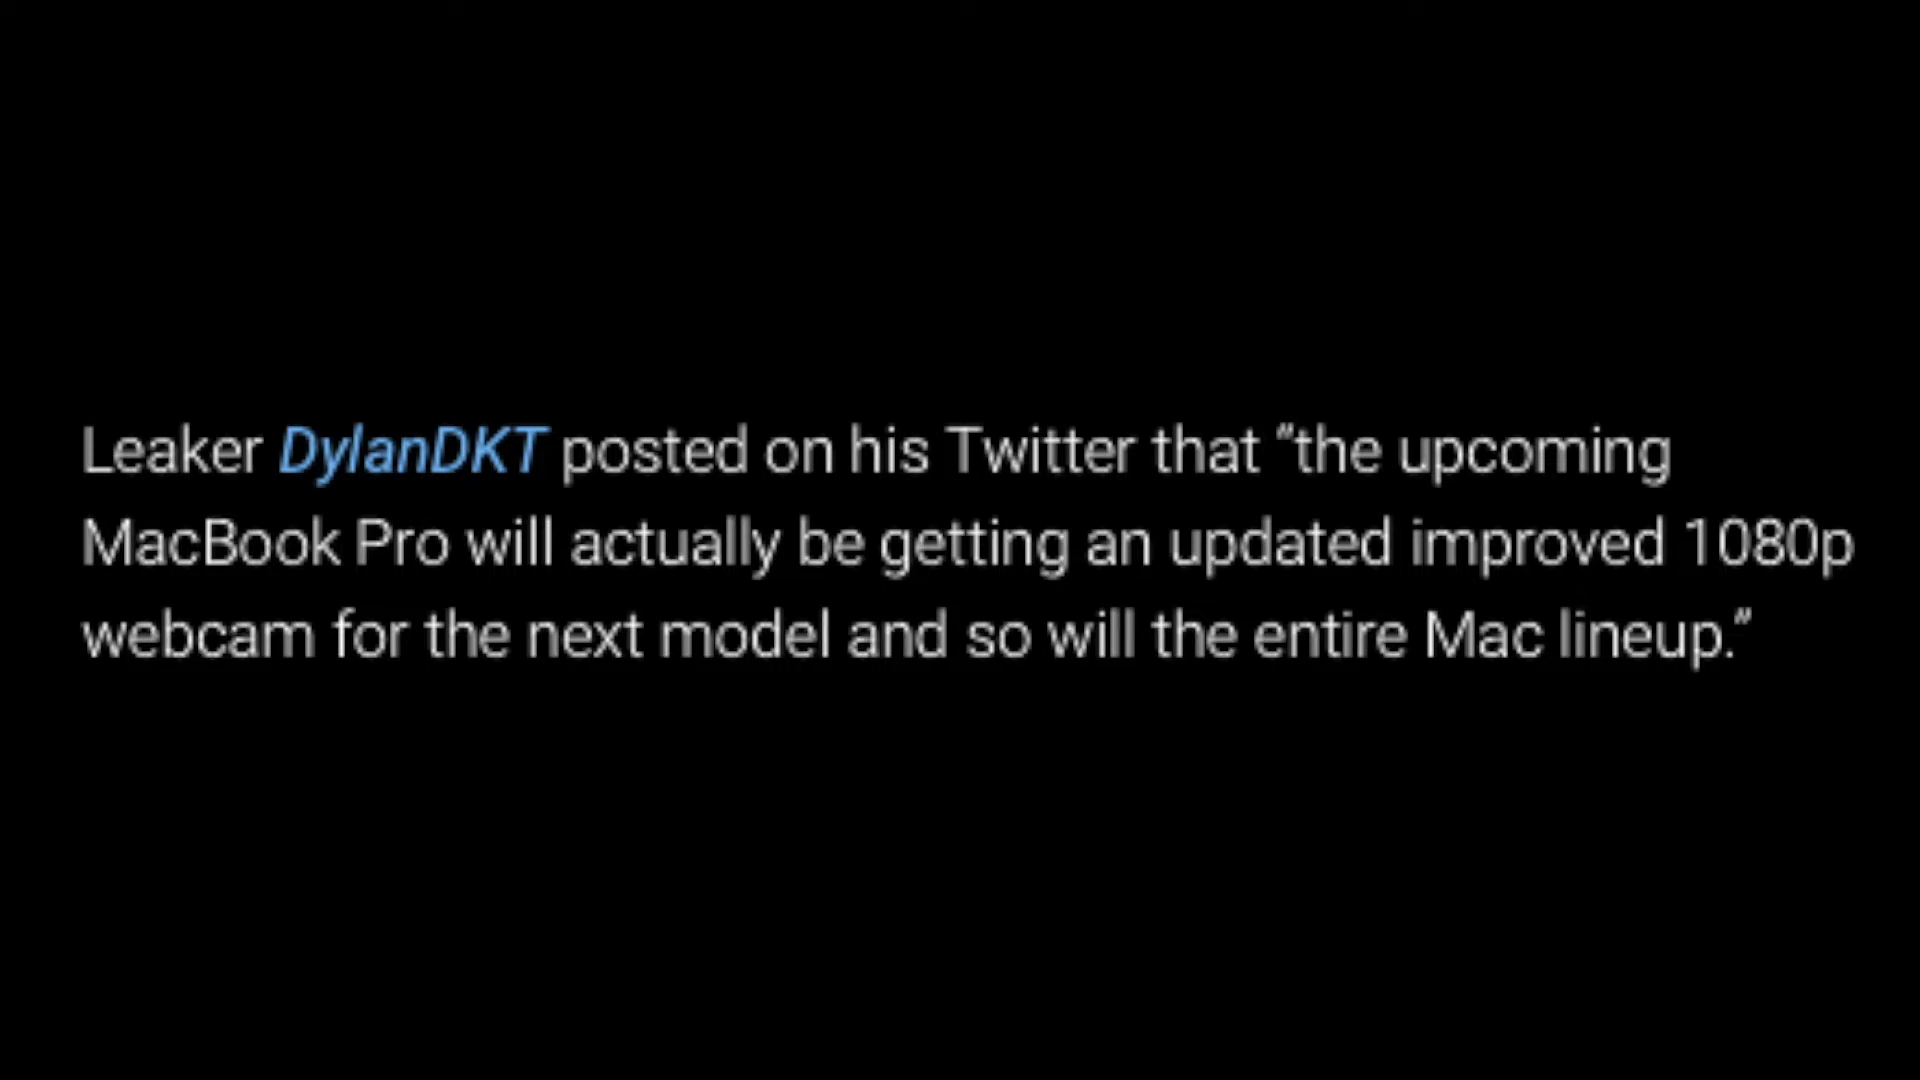 Leaker DylanDKT posted on his Twitter that “the upcoming
MacBook Pro will actually be getting an updated improved 1080p
webcam for the next model and so will the entire Mac lineup.”